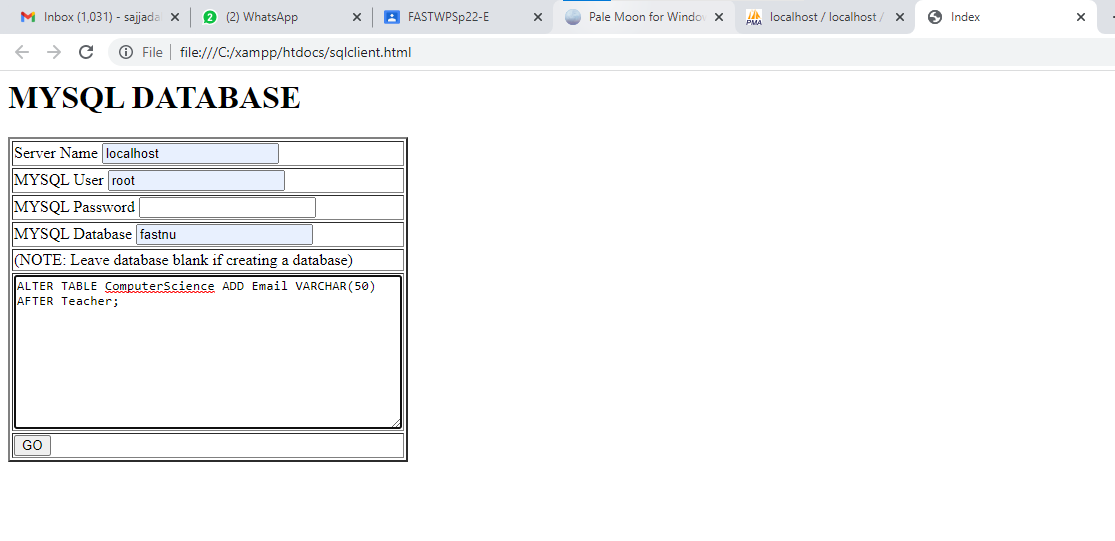 Inbox (1,031) - sajjada
2 (2) WhatsApp
FASTWPSp22-E
Pale Moon for Windo
PMA localhost / localhost /
Index
File file:///C:/xampp/htdocs/sqlclient.html
MYSQL DATABASE
Server Name localhost
MYSQL User root
MYSQL Password
MYSQL Database fastnu
(NOTE: Leave database blank if creating a database)
ALTER TABLE ComputerScience ADD Email VARCHAR(50)
AFTER Teacher;
GO